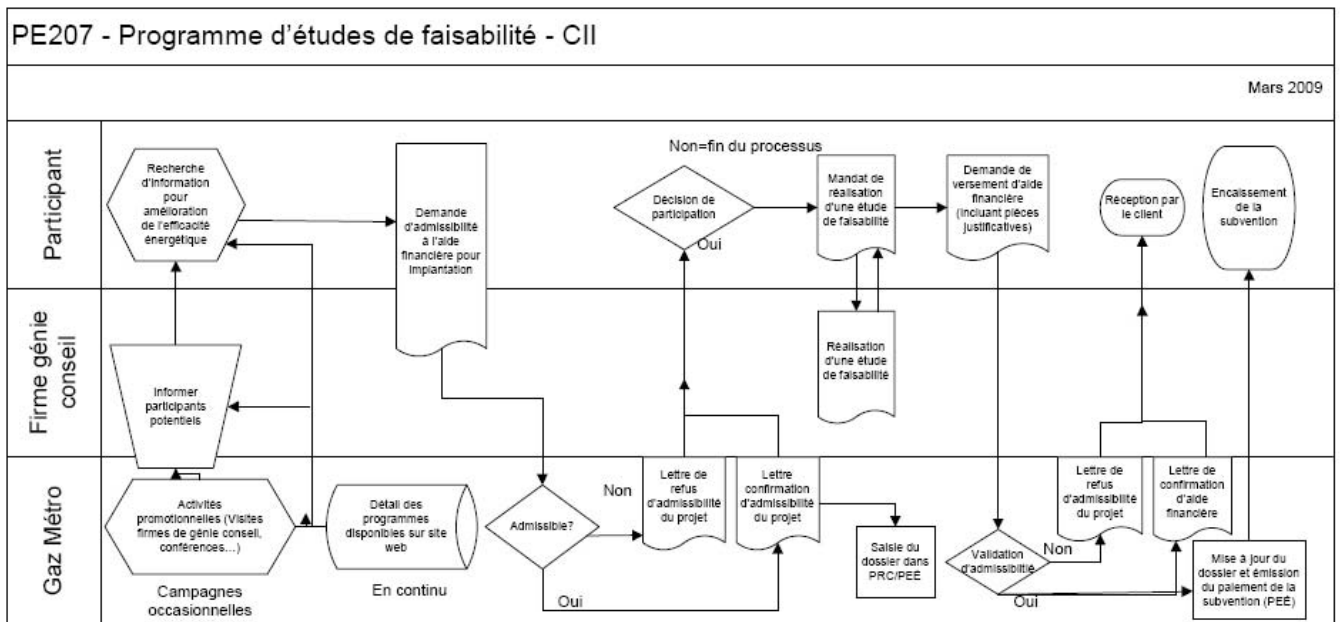 PE207 - Programme d'études de faisabilité - CII
Mars 2009
Participant
Recherche
d'information
pour
amélioration
de l'efficacité
énergétique
Demande
d'admissibilité
à l'aide
financière pour
implantation
Non=fin du processus
Décision de
participation
Oui
Mandat de
réalisation
d'une étude de
faisabilité
Demande de
versement d'aide
financière
(incluant pièces
justificatives)
Réception par
le client
Encaissement
de la
subvention
Firme génie
conseil
Informer
participants
potentiels
Réalisation
d'une étude
de faisabilité
Gaz Métro
Activités
promotionnelles (Visites
firmes de génie conseil,
conférences...)
Campagnes
occasionnelles
Détail des
programmes
disponibles sur site
web
En continu
Admissible?
Non
Oui
Lettre de
refus
d'admissibilité
du projet
Lettre
confirmation
d'admissibilité
du projet
Saisie du
dossier dans
PRC/PEÉ
Validation
d'admissibilité
Non
Oui
Lettre de
refus
d'admissibilité
du projet
Lettre de
confirmation
d'aide
financière
Mise à jour du
dossier et émission
du paiement de la
subvention (PEÉ)